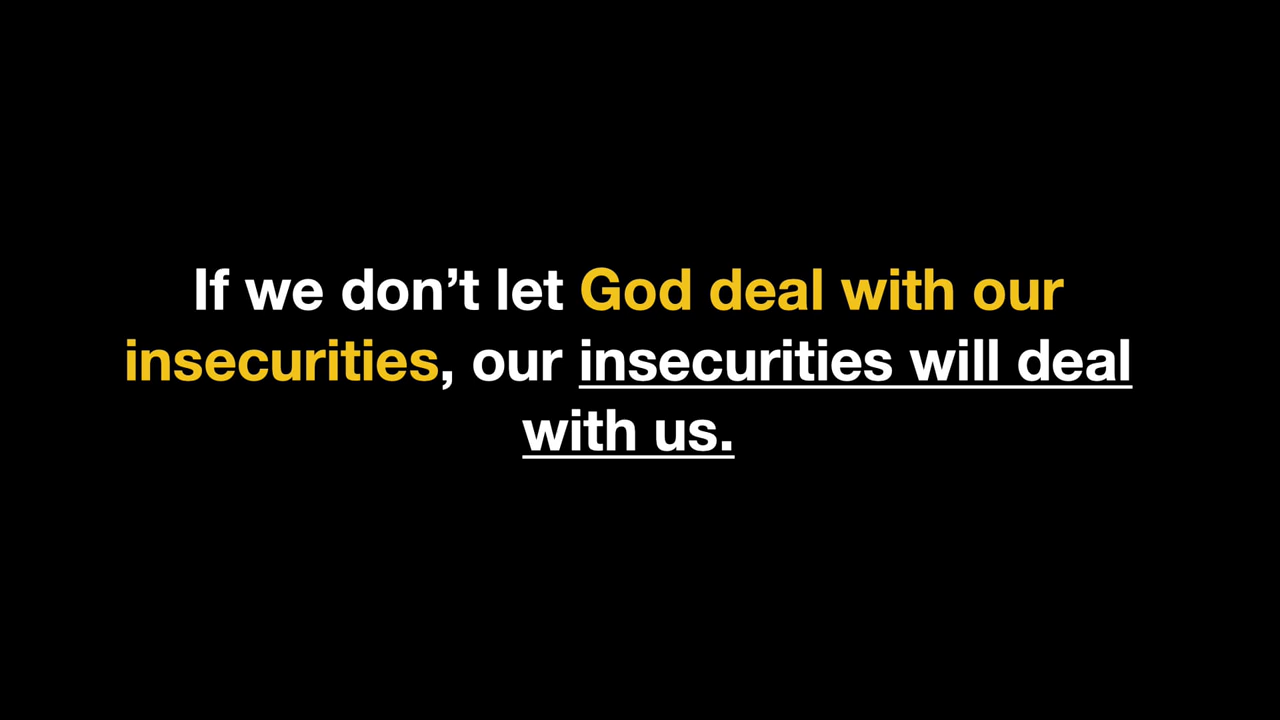 If we don’t let God deal with our
insecurities, our insecurities will deal
with us.